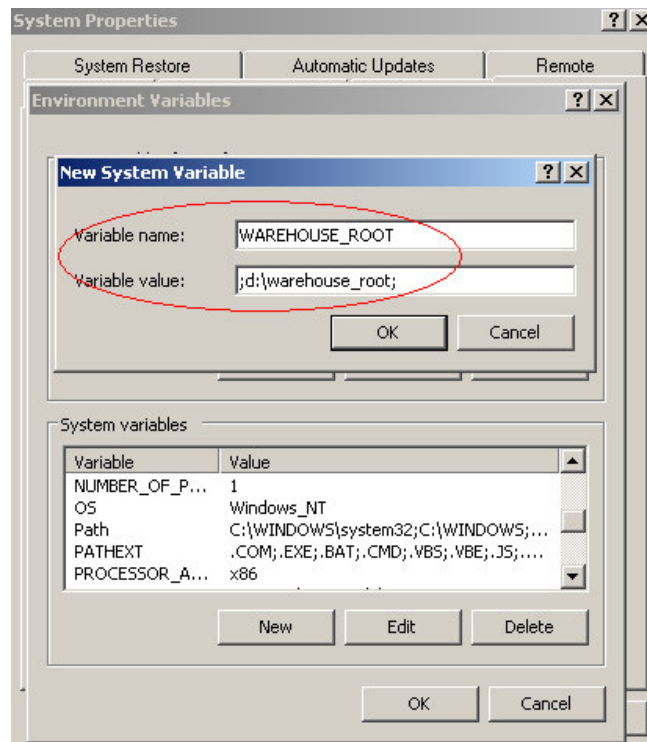 System Properties
System Restore Automatic Updates Remote
Environment Variables
New System Variable
Variable name: WAREHOUSE_ROOT
Variable value: ;d:\warehouse_root;
OK Cancel
System variables
Variable Value
NUMBER_OF_P... 1
OS Windows_NT
Path C:\WINDOWS\system32;C:\WINDOWS;...
PATHEXT .COM;.EXE;.BAT;.CMD;.VBS;.VBE;.JS;....
PROCESSOR_A... x86
New Edit Delete
OK Cancel